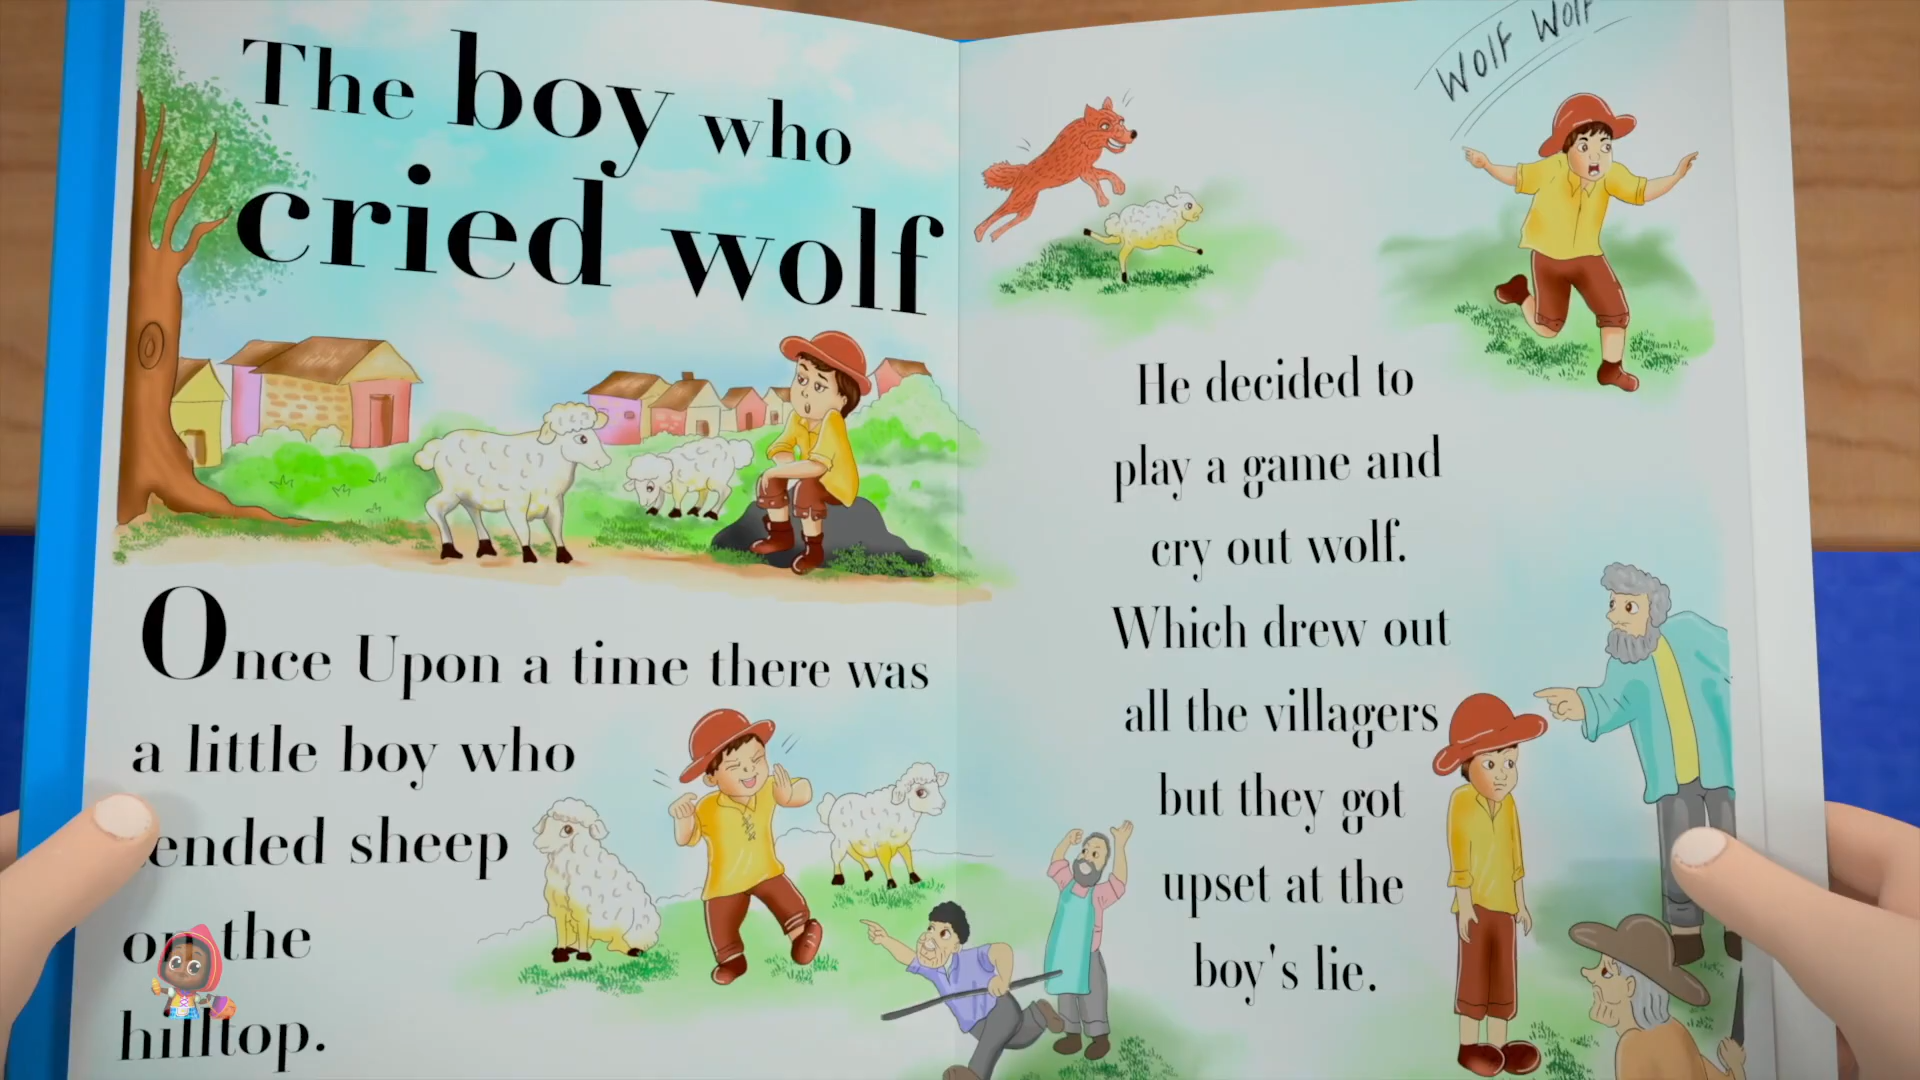 The boy who
cried wolf
Once Upon a time there was
a little boy who
ended sheep
on the
hilltop.
WOLF WOLF
He decided to
play a game and
cry out wolf.
Which drew out
all the villagers
but they got
upset at the
boy's lie.